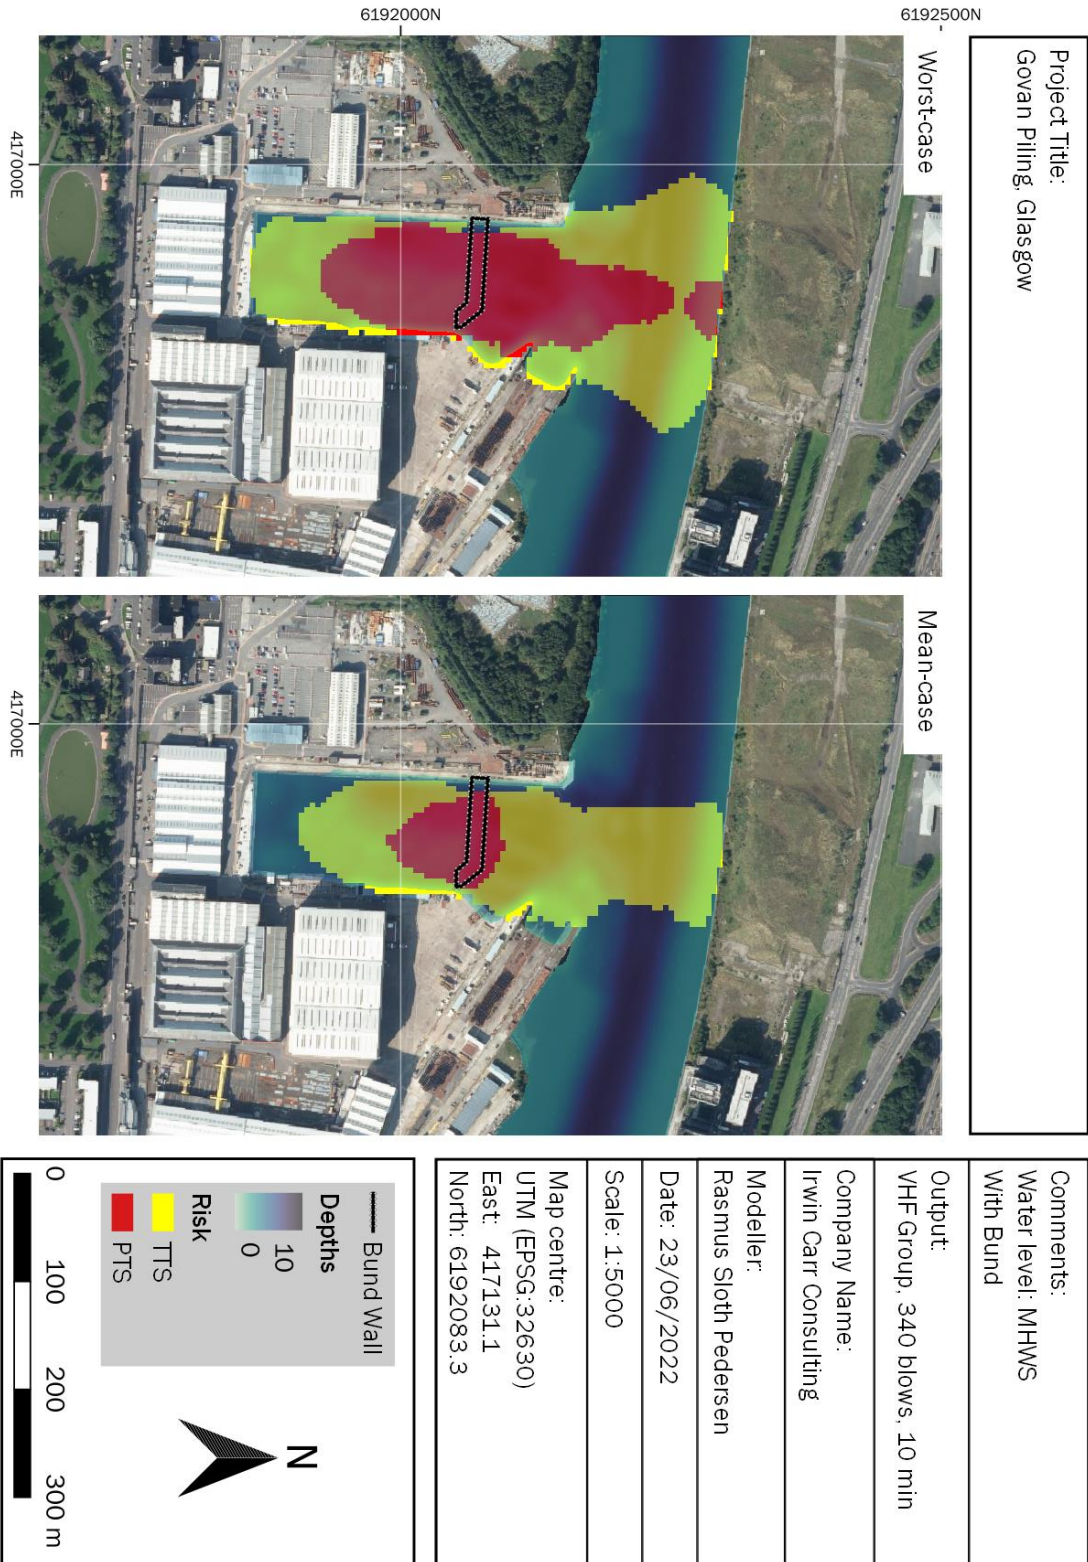 Project Title:
Govan Piling, Glasgow
Worst-case
Mean-case
6192000N
6192500N
417000E
417000E
Comments:
Water level: MHWS
With Bund
Output:
VHF Group, 340 blows, 10 min
Company Name:
Irwin Carr Consulting
Modeller:
Rasmus Sloth Pedersen
Date: 23/06/2022
Scale: 1:5000
Map centre:
UTM (EPSG:32630)
East: 417131.1
North: 6192083.3
Bund Wall
Depths
10
0
Risk
TTS
PTS
N
0 100 200 300 m